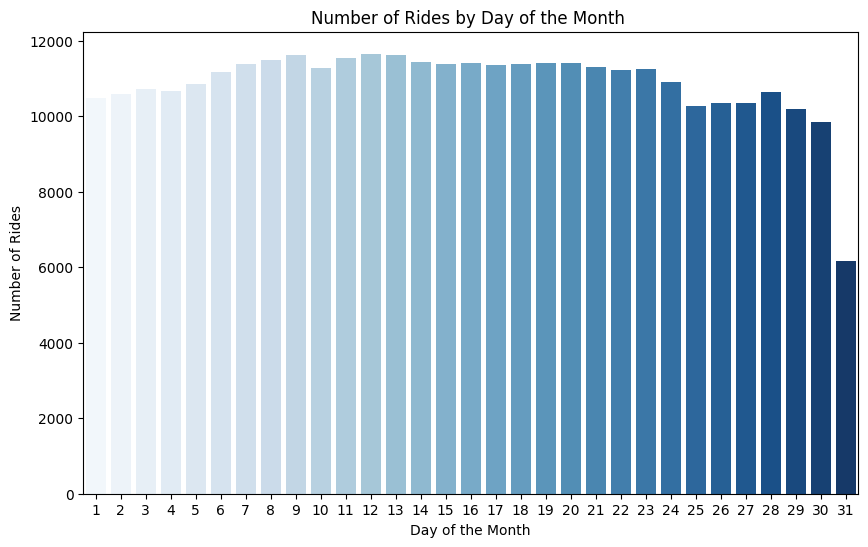 Number of Rides by Day of the Month
Number of Rides
12000
10000
8000
6000
4000
2000
0
1 2 3 4 5 6 7 8 9 10 11 12 13 14 15 16 17 18 19 20 21 22 23 24 25 26 27 28 29 30 31
Day of the Month